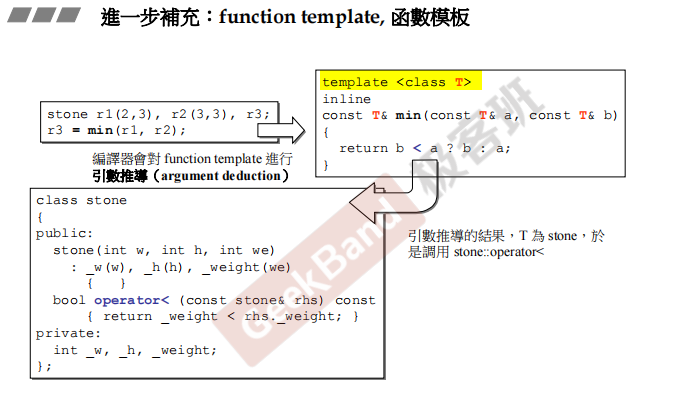 進一步補充：function template, 函數模板
stone r1(2,3), r2(3,3), r3;
r3 = min(r1, r2);
編譯器會對 function template 進行
引數推導（argument deduction）
template <class T>
inline
const T& min(const T& a, const T& b)
{
return b < a ? b : a;
}
引數推導的結果，T 為 stone，於
是調用 stone::operator<
class stone
{
public:
stone(int w, int h, int we)
: _w(w), _h(h), _weight(we)
{ }
bool operator< (const stone& rhs) const
{ return _weight < rhs._weight; }
private:
int _w, _h, _weight;
};
GeekBand 极客班